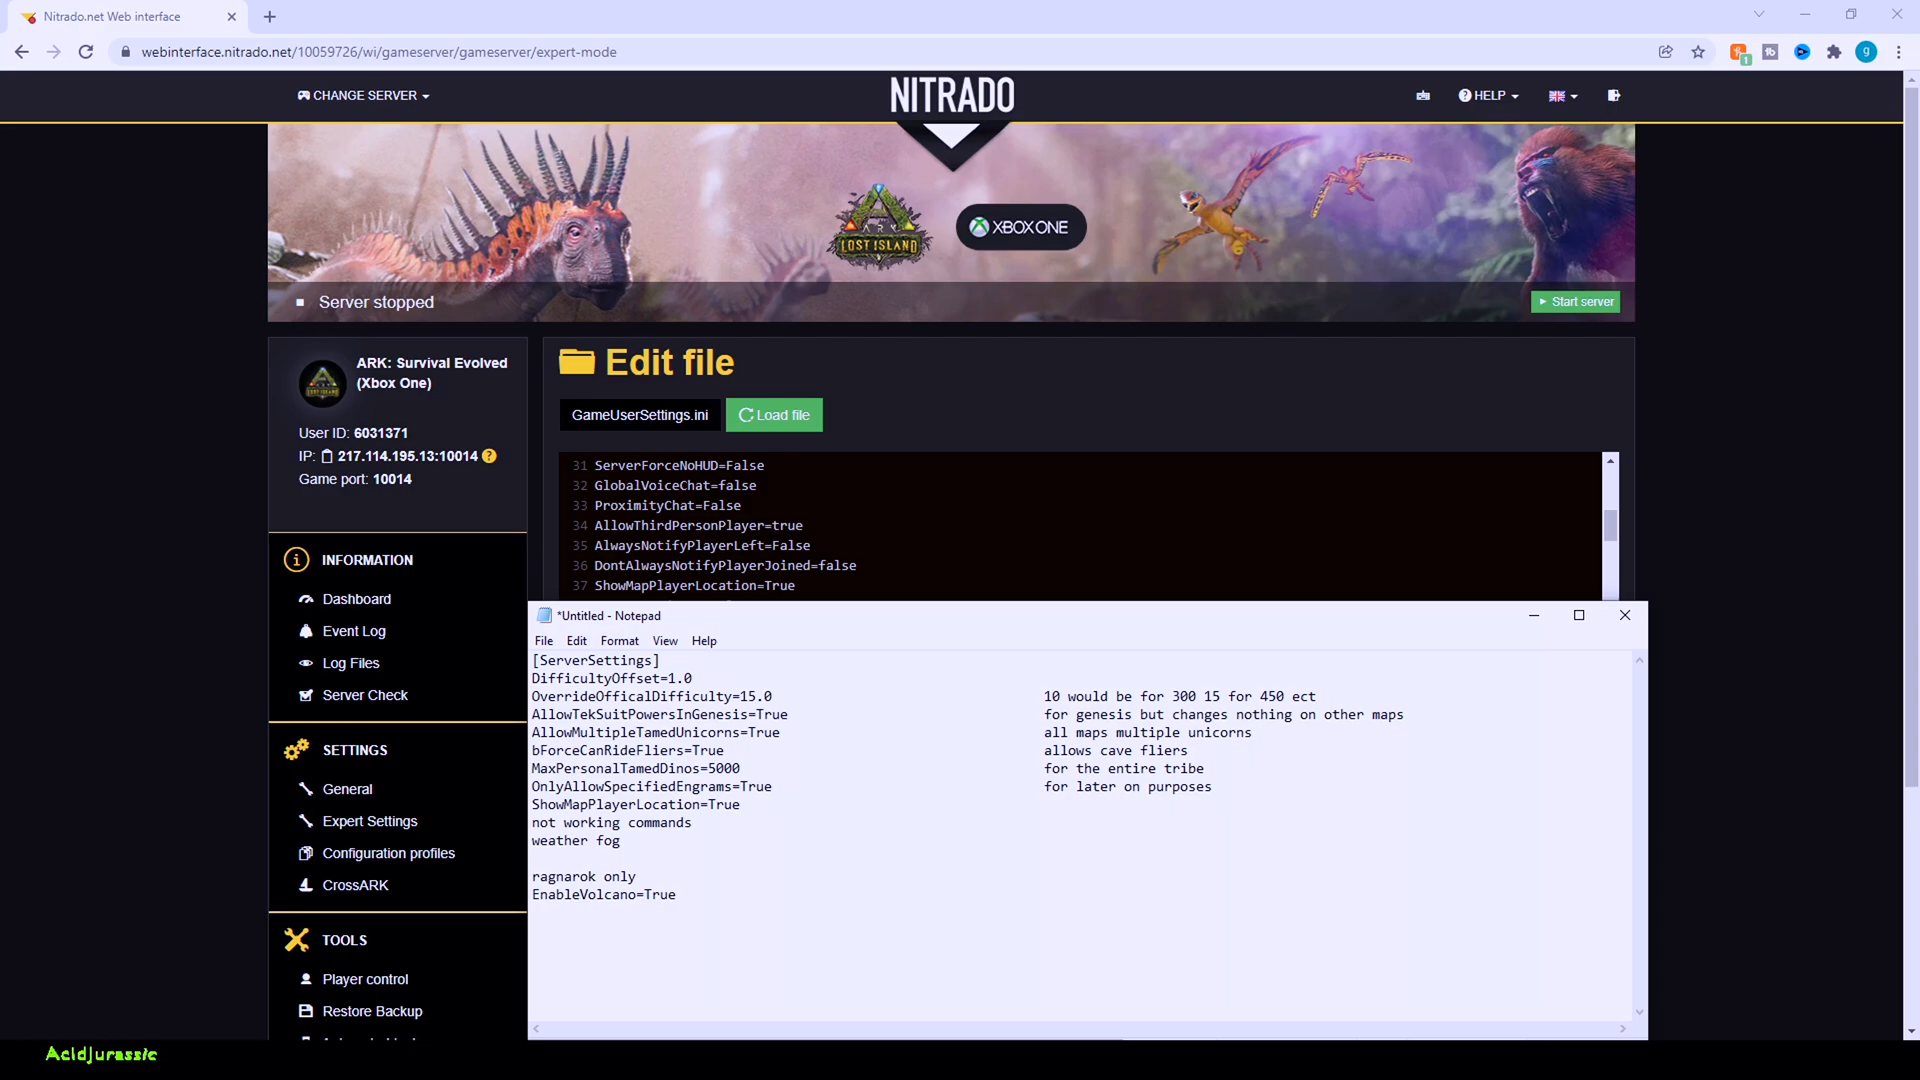 Nitrado.net Web interface
webinterface.nitrado.net/10059726/wi/gameserver/gameserver/expert-mode
1
g
CHANGE SERVER
NITRADO
HELP
ARK
LOST ISLAND
XBOX ONE
Server stopped
Start server
ARK: Survival Evolved
(Xbox One)
User ID: 6031371
IP: 217.114.195.13:10014
Game port: 10014
INFORMATION
Dashboard
Event Log
Log Files
Server Check
SETTINGS
General
Expert Settings
Configuration profiles
CrossARK
TOOLS
Player control
Restore Backup
Edit file
GameUserSettings.ini
Load file
31 ServerForceNoHUD=False
32 GlobalVoiceChat=false
33 ProximityChat=False
34 AllowThirdPersonPlayer=true
35 AlwaysNotifyPlayerLeft=False
36 DontAlwaysNotifyPlayerJoined=false
37 ShowMapPlayerLocation=True
*Untitled - Notepad
File Edit Format View Help
[ServerSettings]
DifficultyOffset=1.0
OverrideOfficalDifficulty=15.0 10 would be for 300 15 for 450 ect
AllowTekSuitPowersInGenesis=True for genesis but changes nothing on other maps
AllowMultipleTamedUnicorns=True all maps multiple unicorns
bForceCanRideFliers=True allows cave fliers
MaxPersonalTamedDinos=5000 for the entire tribe
OnlyAllowSpecifiedEngrams=True for later on purposes
ShowMapPlayerLocation=True
not working commands
weather fog
ragnarok only
EnableVolcano=True
AcidJurassic